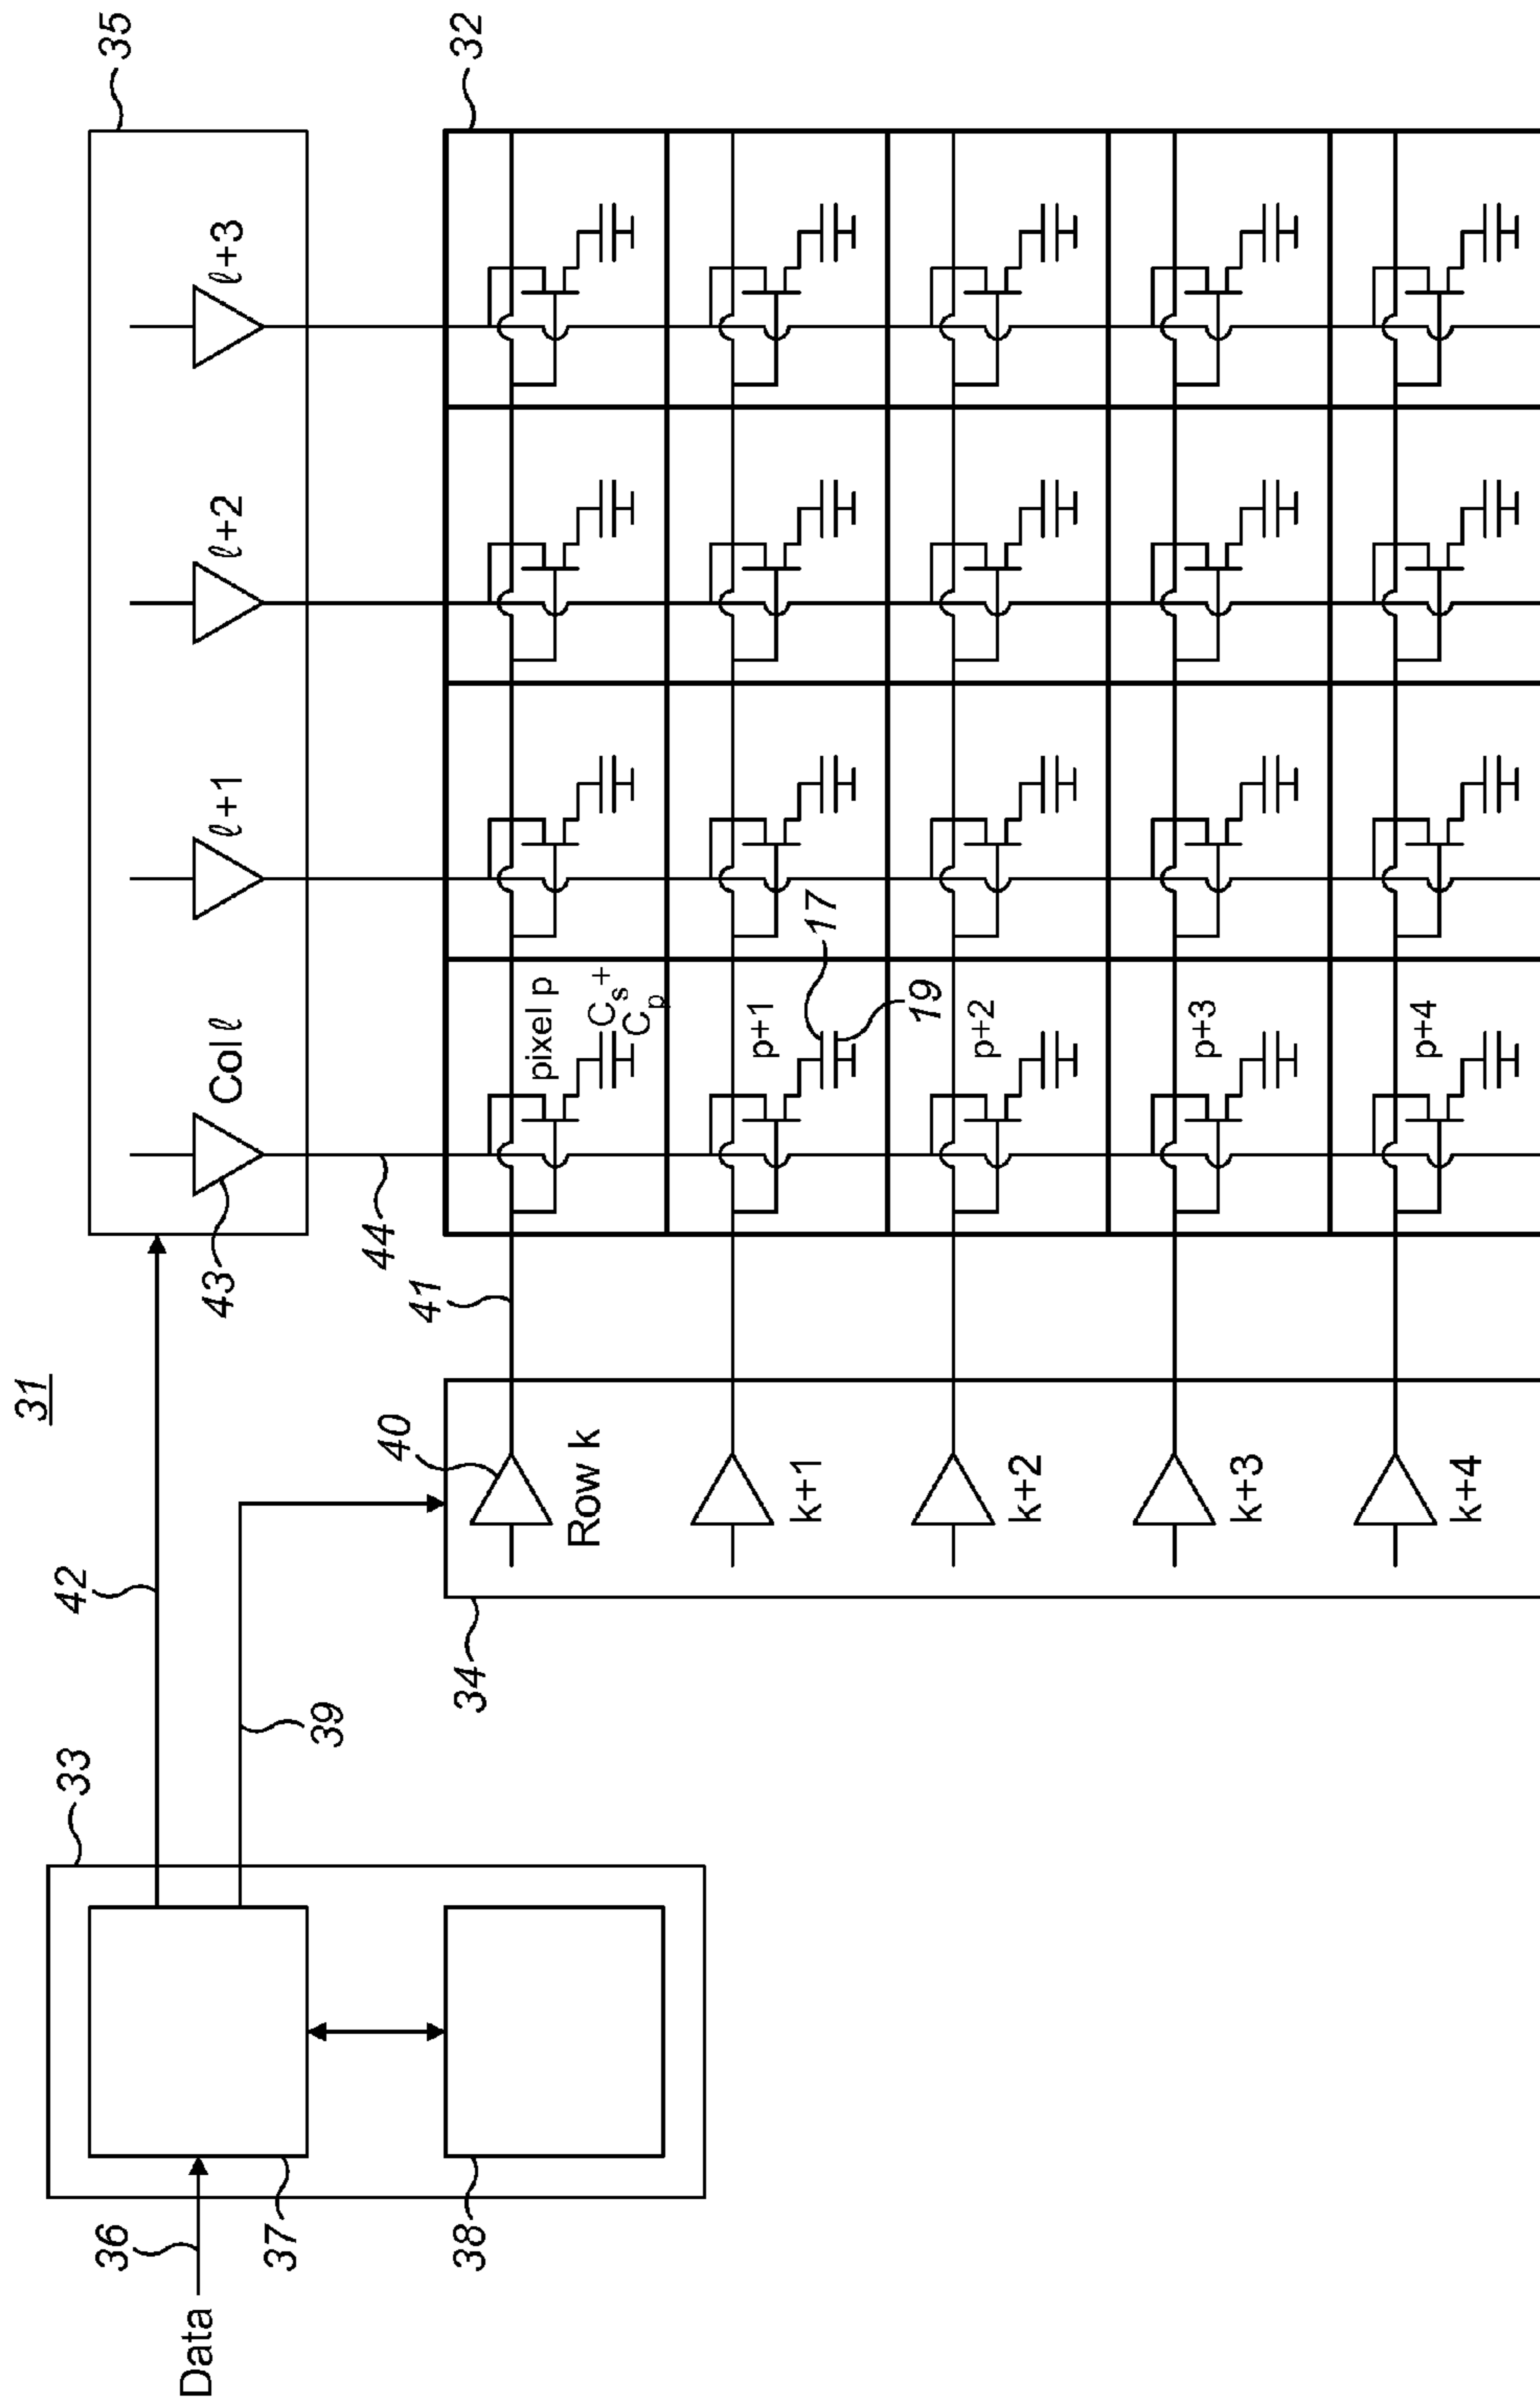 31
35
Col ℓ
ℓ+1
ℓ+2
ℓ+3
43
42
33
44
41
32
36
Data
37
39
40
Row k
pixel p
Cs+
Cp
34
38
k+1
p+1
17
19
k+2
p+2
k+3
p+3
k+4
p+4